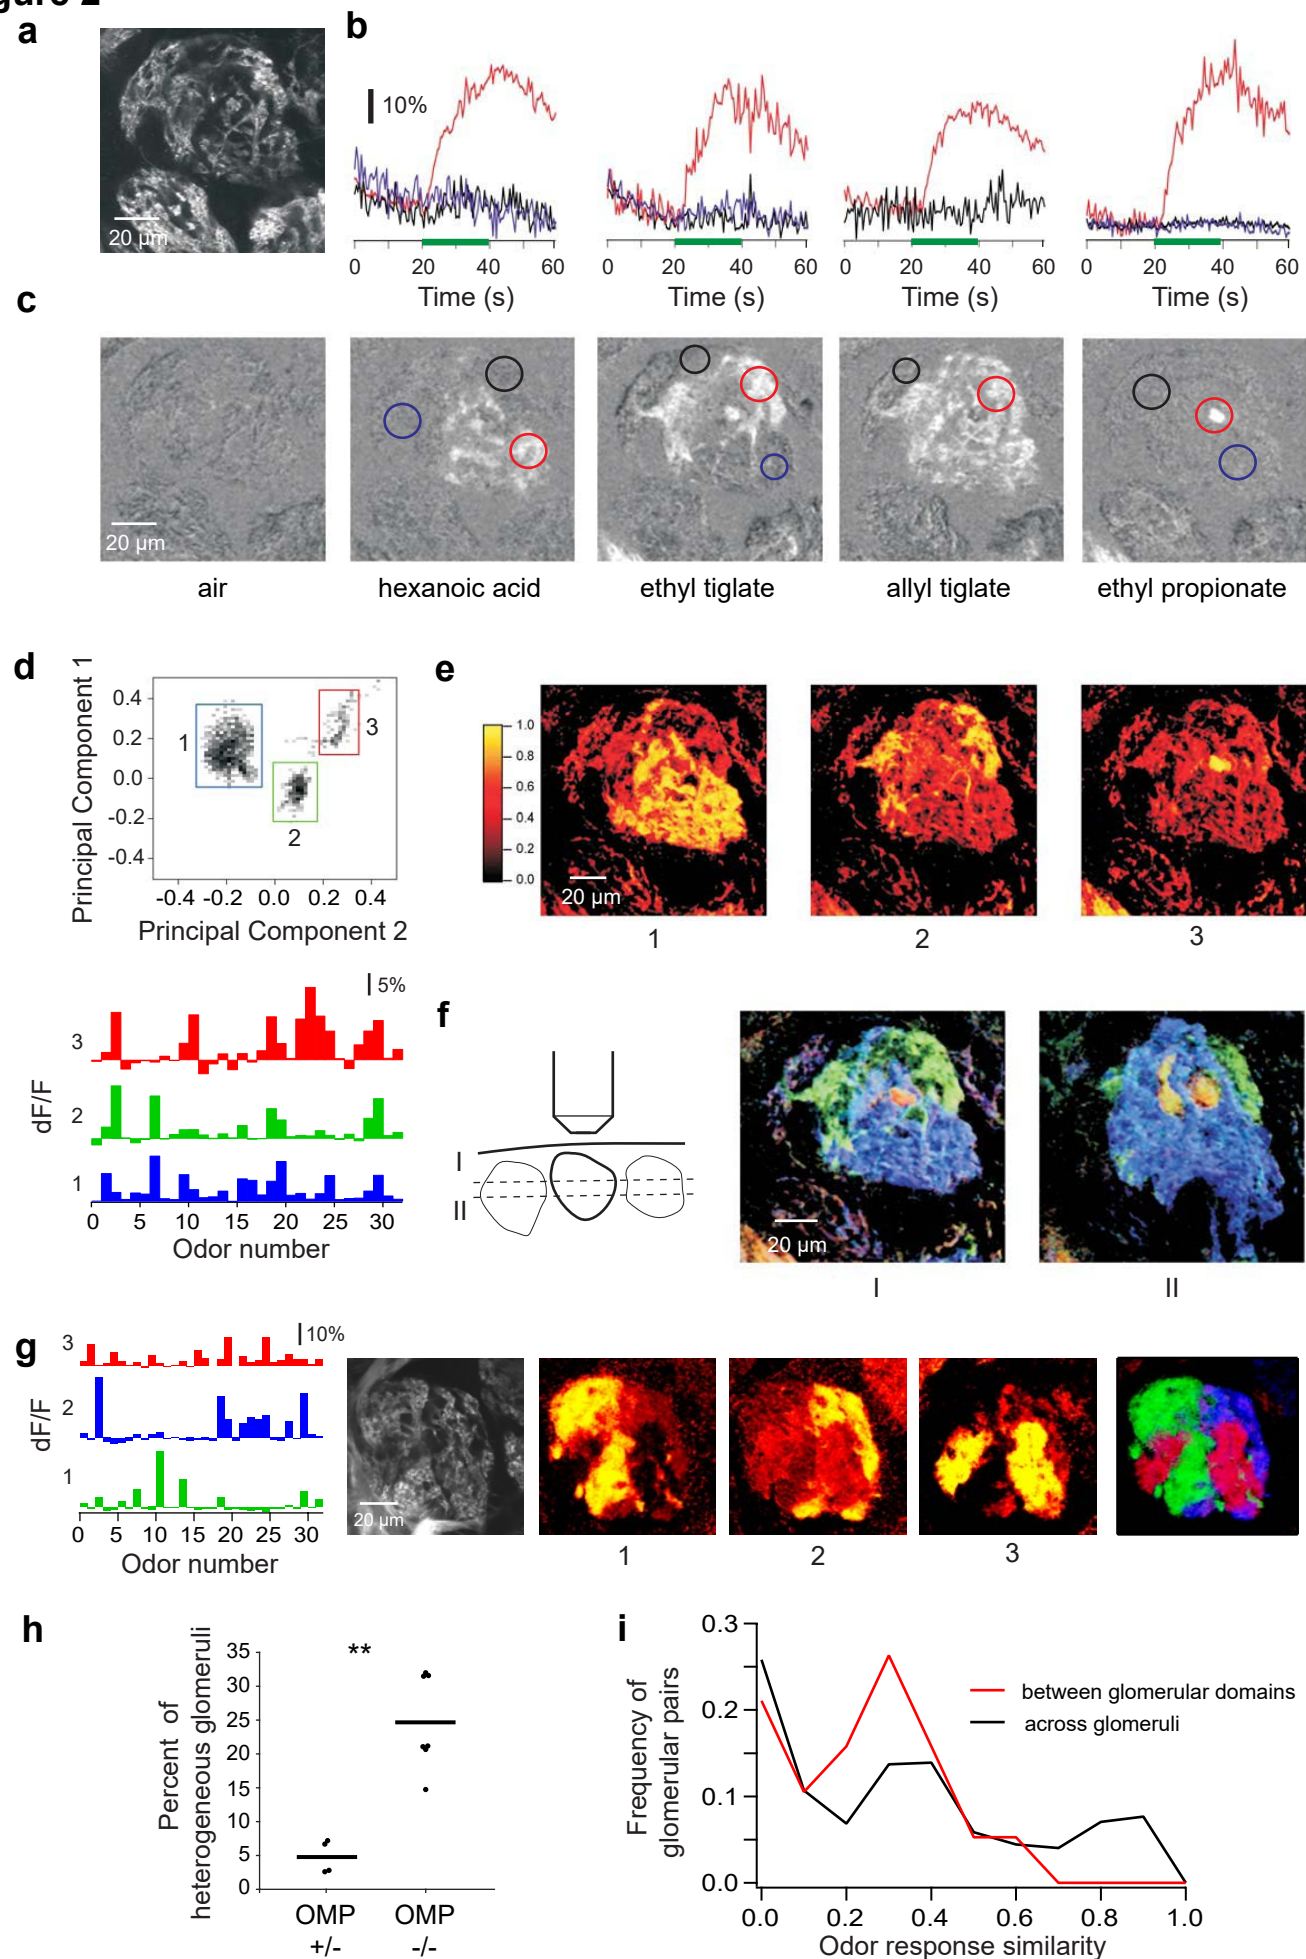 gure 2
a
b
20 µm
10%
0 20 40 60
0 20 40 60
0 20 40 60
0 20 40 60
Time (s)
Time (s)
Time (s)
Time (s)
c
20 µm
air
hexanoic acid
ethyl tiglate
allyl tiglate
ethyl propionate
d
Principal Component 1
0.4
0.2
0.0
-0.2
-0.4
1
2
3
-0.4 -0.2 0.0 0.2 0.4
Principal Component 2
e
1.0
0.8
0.6
0.4
0.2
0.0
20 µm
1
2
3
5%
3
2
1
dF/F
0 5 10 15 20 25 30
Odor number
f
I
II
20 µm
I
II
g
3
2
1
10%
dF/F
0 5 10 15 20 25 30
Odor number
20 µm
1
2
3
h
Percent of
heterogeneous glomeruli
35
30
25
20
15
10
5
0
**
OMP
+/-
OMP
-/-
i
Frequency of
glomerular pairs
0.3
0.2
0.1
0.0
between glomerular domains
across glomeruli
0.0 0.2 0.4 0.6 0.8 1.0
Odor response similarity